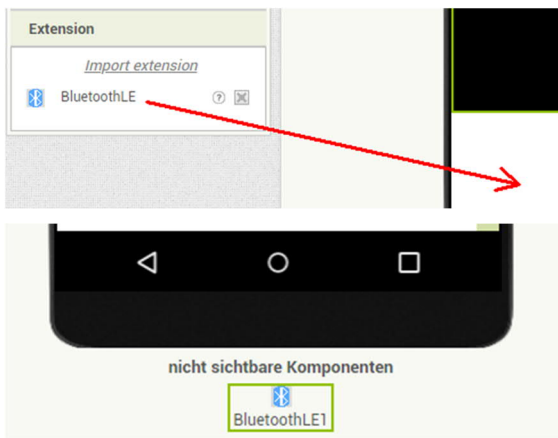 Extension
Import extension
BluetoothLE
nicht sichtbare Komponenten
BluetoothLE1